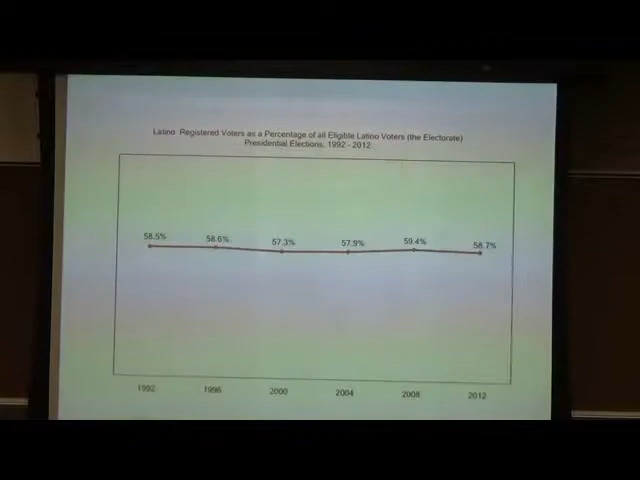 Latino Registered Voters as a Percentage of all Eligible Latino Voters (the Electorate)
Presidential Elections, 1992 - 2012
58.5% 58.6% 57.3% 57.9% 59.4% 58.7%
1992 1996 2000 2004 2008 2012